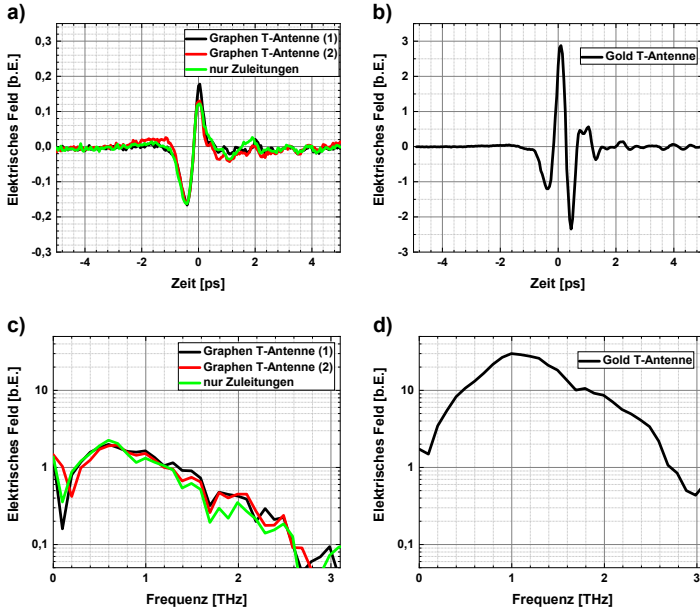 a)
Elektrisches Feld [b.E.]
0,3
0,2
0,1
0,0
-0,1
-0,2
-0,3
-4 -2 0 2 4
Zeit [ps]
Graphen T-Antenne (1)
Graphen T-Antenne (2)
nur Zuleitungen
b)
Elektrisches Feld [b.E.]
3
2
1
0
-1
-2
-3
-4 -2 0 2 4
Zeit [ps]
Gold T-Antenne
c)
Elektrisches Feld [b.E.]
10
1
0,1
0 1 2 3
Frequenz [THz]
Graphen T-Antenne (1)
Graphen T-Antenne (2)
nur Zuleitungen
d)
Elektrisches Feld [b.E.]
10
1
0,1
0 1 2 3
Frequenz [THz]
Gold T-Antenne